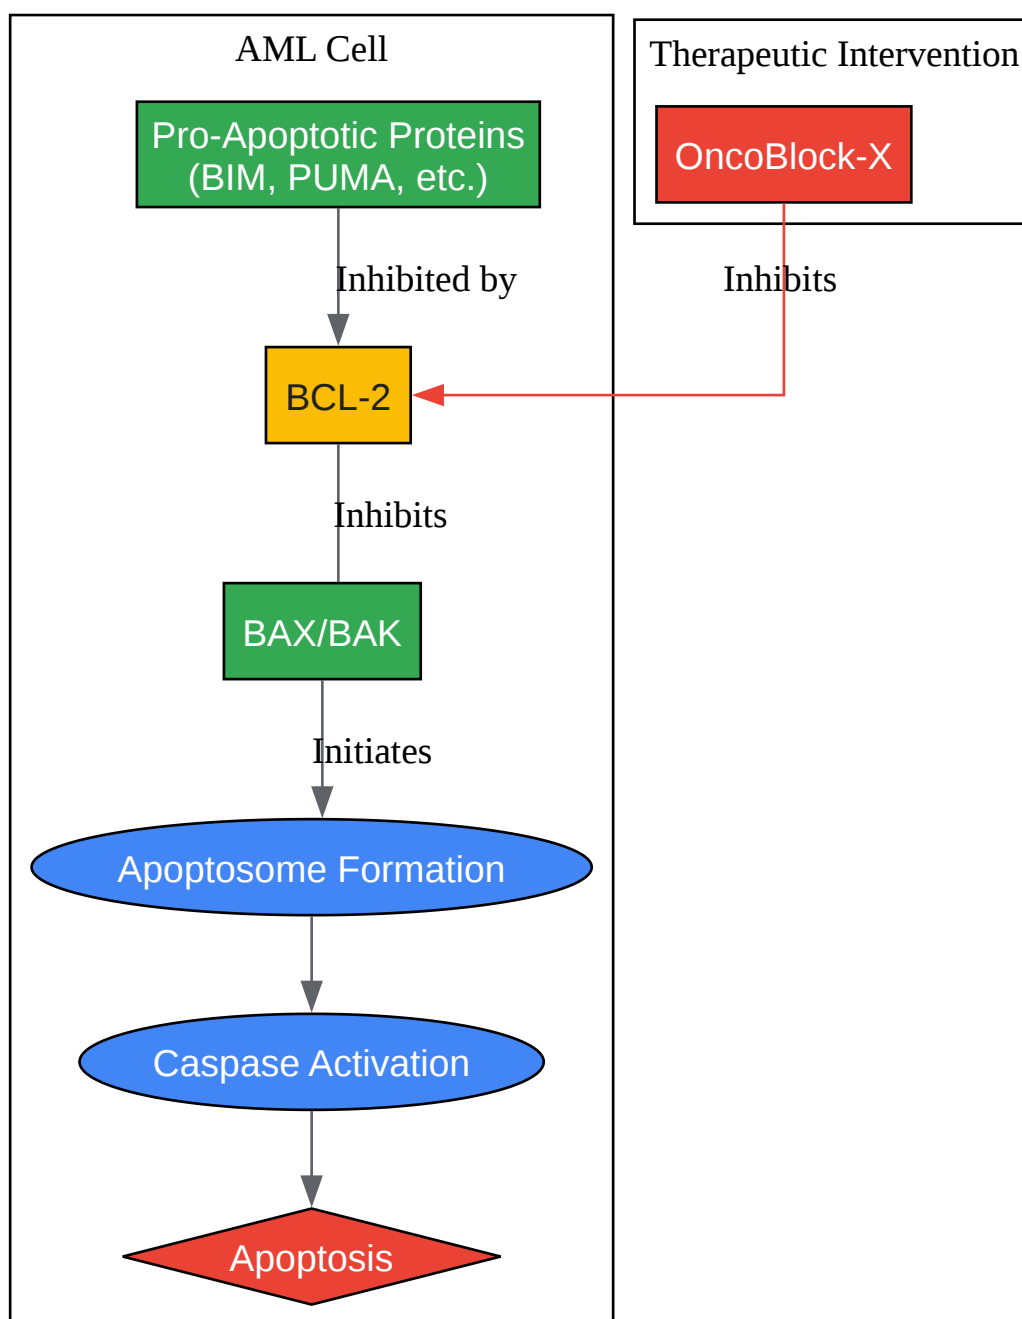 AML Cell
Therapeutic Intervention
Pro-Apoptotic Proteins
(BIM, PUMA, etc.)
OncoBlock-X
Inhibited by
Inhibits
BCL-2
Inhibits
BAX/BAK
Initiates
Apoptosome Formation
Caspase Activation
Apoptosis